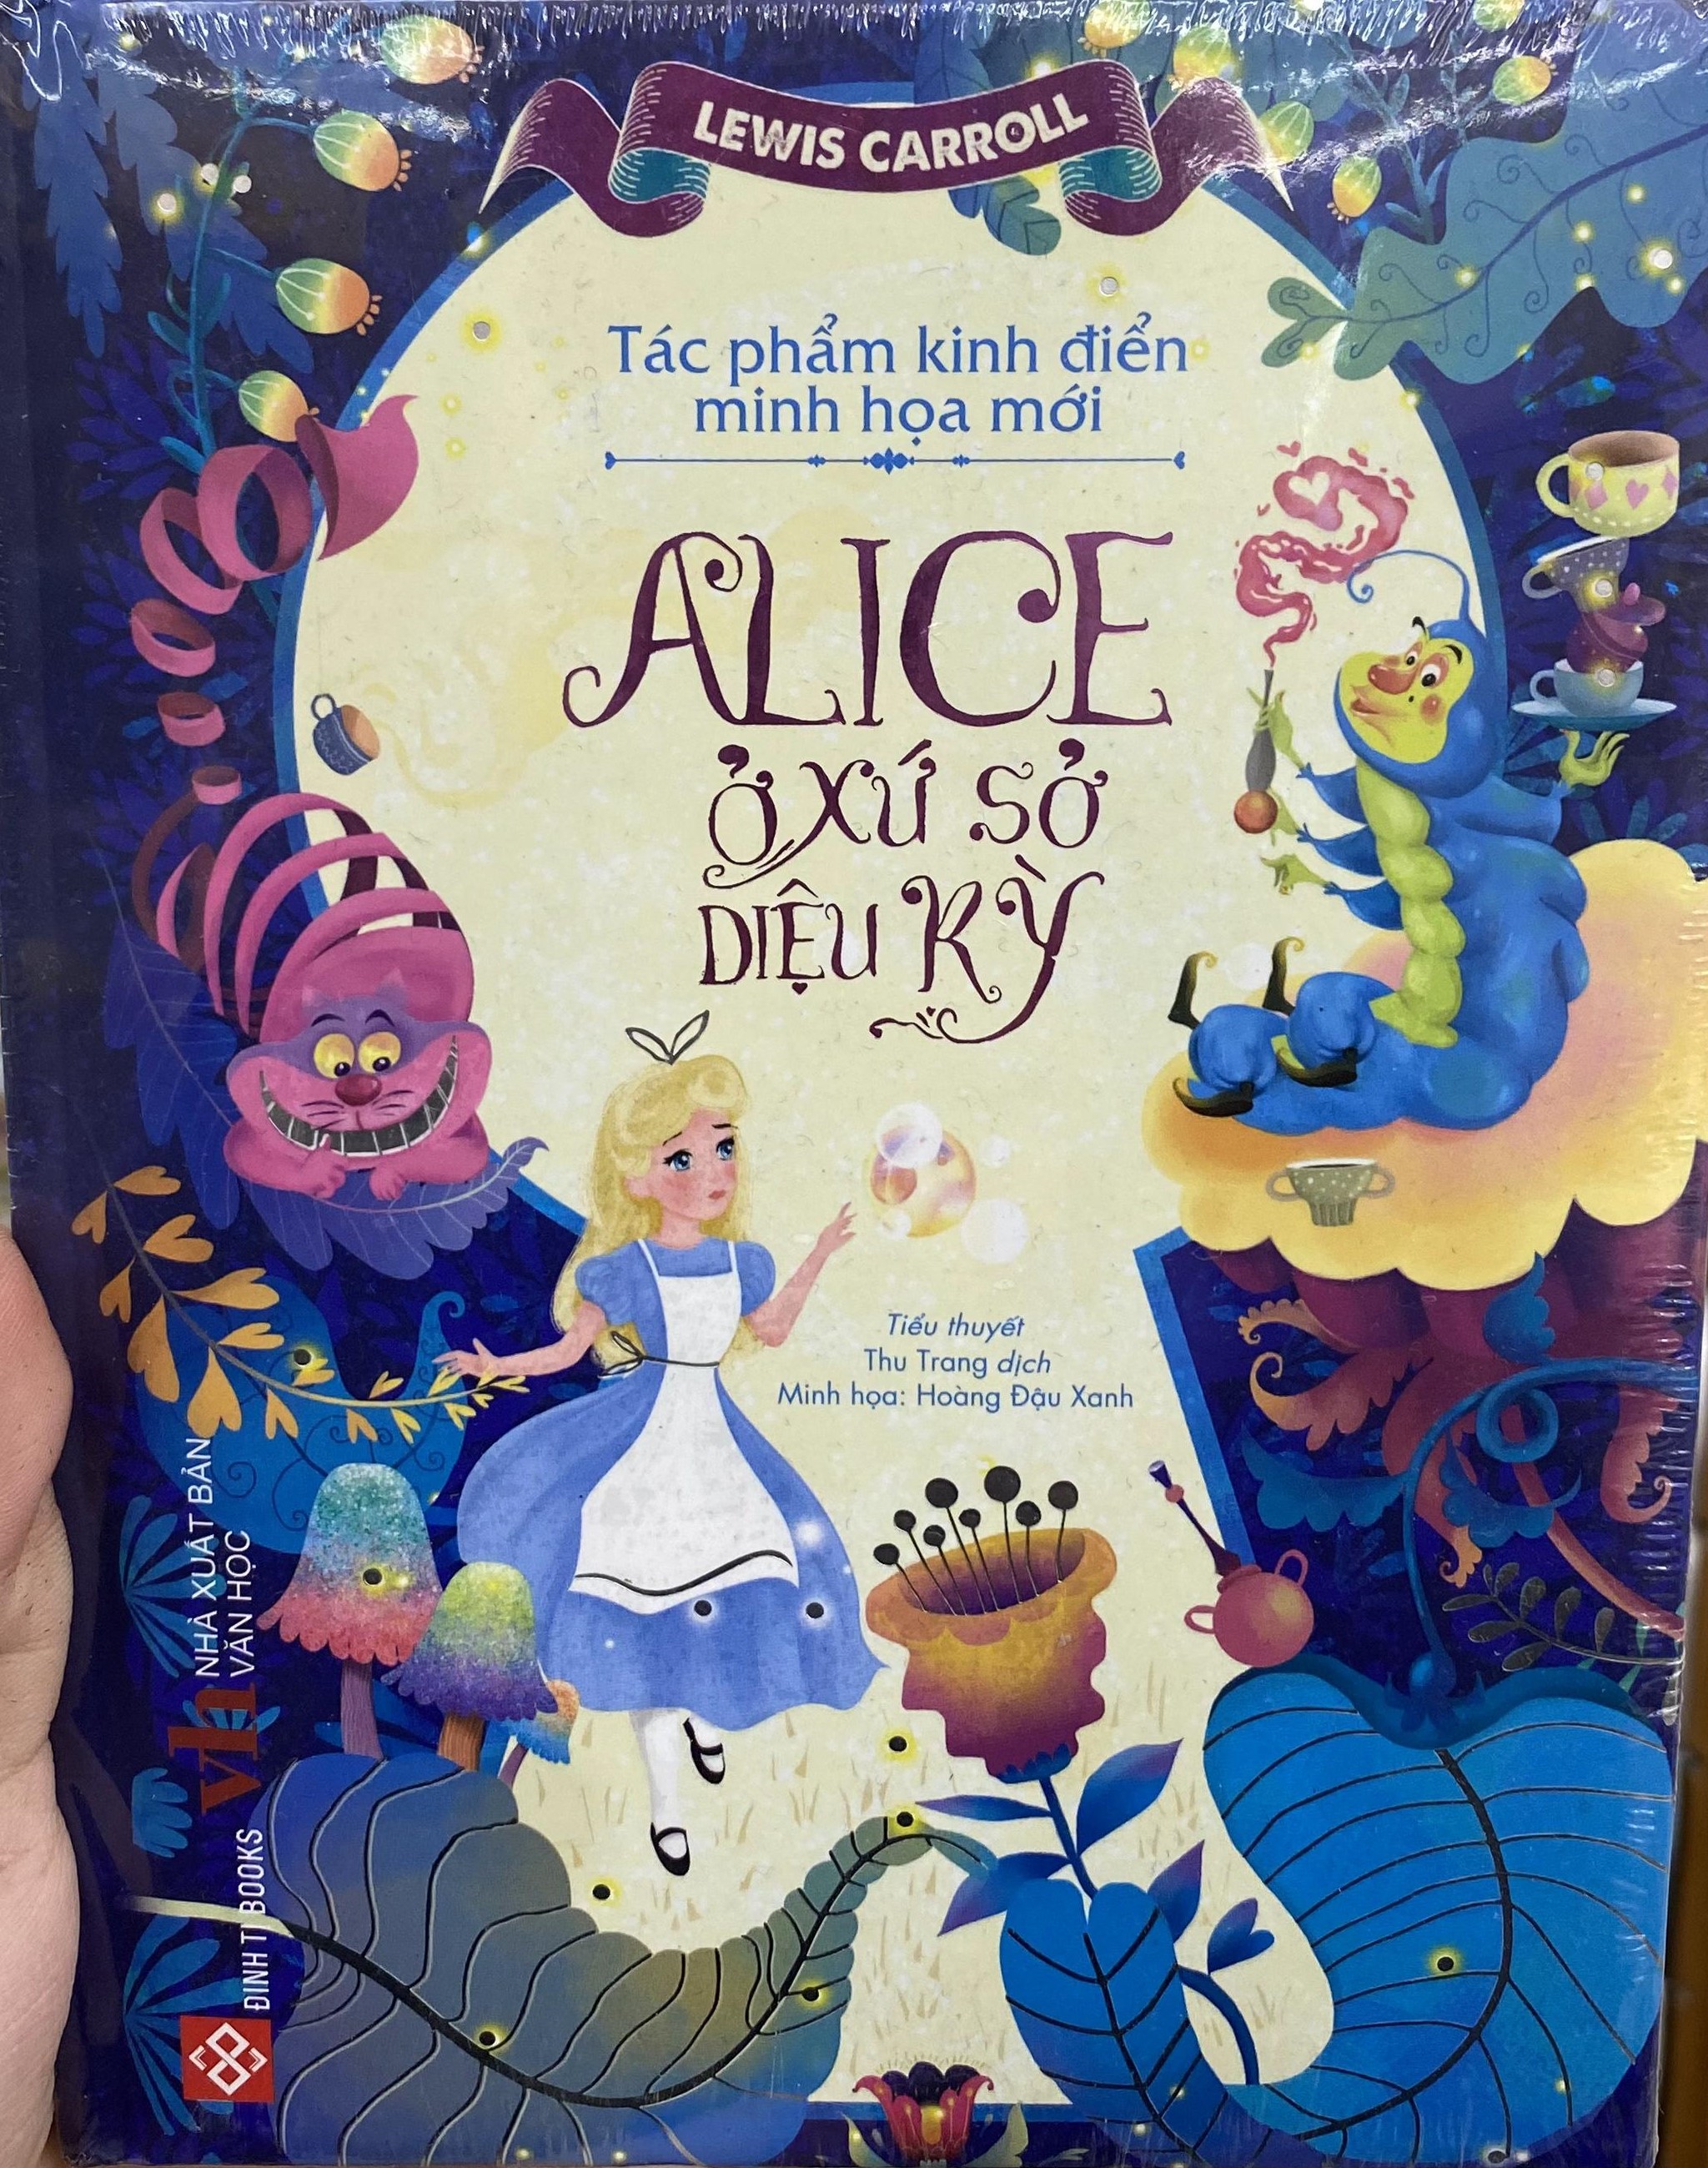 LEWIS CARROLL
Tác phẩm kinh điển
minh họa mới
ALICE
Ở XỨ SỞ
DIỆU KỲ
Tiểu thuyết
Thu Trang dịch
Minh họa: Hoàng Đậu Xanh
vh
NHÀ XUẤT BẢN
VĂN HỌC
ĐINH TỊ BOOKS